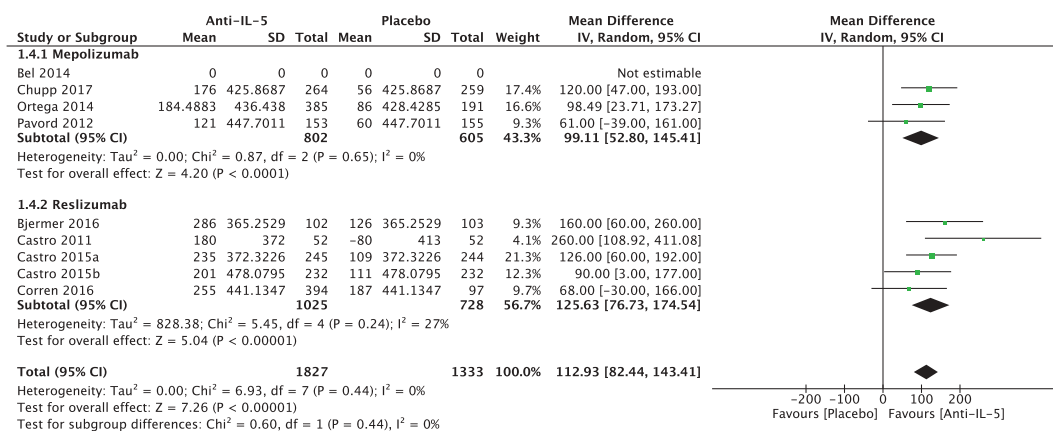 Anti-IL-5 Placebo Mean Difference Mean Difference
Study or Subgroup Mean SD Total Mean SD Total Weight IV, Random, 95% CI IV, Random, 95% CI
1.4.1 Mepolizumab
Bel 2014 0 0 0 0 0 0 Not estimable
Chupp 2017 176 425.8687 264 56 425.8687 259 17.4% 120.00 [47.00, 193.00]
Ortega 2014 184.4883 436.438 385 86 428.4285 191 16.6% 98.49 [23.71, 173.27]
Pavord 2012 121 447.7011 153 60 447.7011 155 9.3% 61.00 [−39.00, 161.00]
Subtotal (95% CI) 802 605 43.3% 99.11 [52.80, 145.41]
Heterogeneity: Tau² = 0.00; Chi² = 0.87, df = 2 (P = 0.65); I² = 0%
Test for overall effect: Z = 4.20 (P < 0.0001)
1.4.2 Reslizumab
Bjermer 2016 286 365.2529 102 126 365.2529 103 9.3% 160.00 [60.00, 260.00]
Castro 2011 180 372 52 −80 413 52 4.1% 260.00 [108.92, 411.08]
Castro 2015a 235 372.3226 245 109 372.3226 244 21.3% 126.00 [60.00, 192.00]
Castro 2015b 201 478.0795 232 111 478.0795 232 12.3% 90.00 [3.00, 177.00]
Corren 2016 255 441.1347 394 187 441.1347 97 9.7% 68.00 [−30.00, 166.00]
Subtotal (95% CI) 1025 728 56.7% 125.63 [76.73, 174.54]
Heterogeneity: Tau² = 828.38; Chi² = 5.45, df = 4 (P = 0.24); I² = 27%
Test for overall effect: Z = 5.04 (P < 0.00001)
Total (95% CI) 1827 1333 100.0% 112.93 [82.44, 143.41]
Heterogeneity: Tau² = 0.00; Chi² = 6.93, df = 7 (P = 0.44); I² = 0%
Test for overall effect: Z = 7.26 (P < 0.00001)
Test for subgroup differences: Chi² = 0.60, df = 1 (P = 0.44), I² = 0%
−200 −100 0 100 200
Favours [Placebo] Favours [Anti-IL-5]